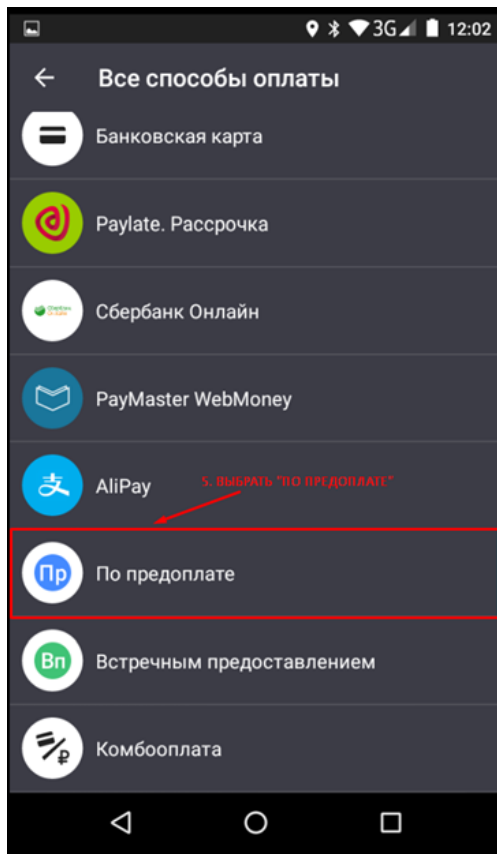 3G 12:02
Все способы оплаты
Банковская карта
Paylate. Рассрочка
Сбербанк Онлайн
PayMaster WebMoney
支 AliPay
5. ВЫБРАТЬ "ПО ПРЕДОПЛАТЕ"
Пр По предоплате
Вп Встречным предоставлением
Комбооплата